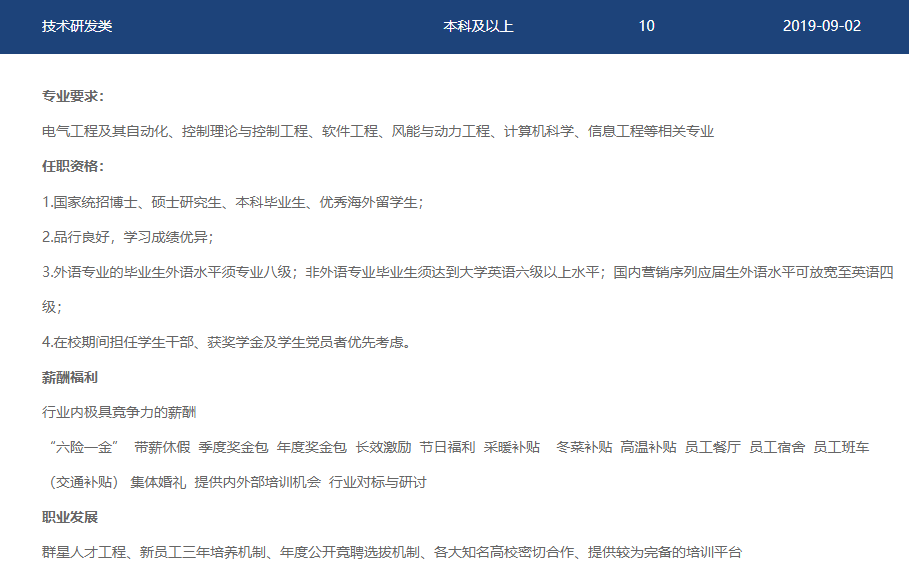 技术研发类 本科及以上 10 2019-09-02
专业要求：
电气工程及其自动化、控制理论与控制工程、软件工程、风能与动力工程、计算机科学、信息工程等相关专业
任职资格：
1.国家统招博士、硕士研究生、本科毕业生、优秀海外留学生；
2.品行良好，学习成绩优异；
3.外语专业的毕业生外语水平须专业八级；非外语专业毕业生须达到大学英语六级以上水平；国内营销序列应届生外语水平可放宽至英语四
级；
4.在校期间担任学生干部、获奖学金及学生党员者优先考虑。
薪酬福利
行业内极具竞争力的薪酬
“六险一金” 带薪休假 季度奖金包 年度奖金包 长效激励 节日福利 采暖补贴 冬菜补贴 高温补贴 员工餐厅 员工宿舍 员工班车
（交通补贴） 集体婚礼 提供内外部培训机会 行业对标与研讨
职业发展
群星人才工程、新员工三年培养机制、年度公开竞聘选拔机制、各大知名高校密切合作、提供较为完备的培训平台